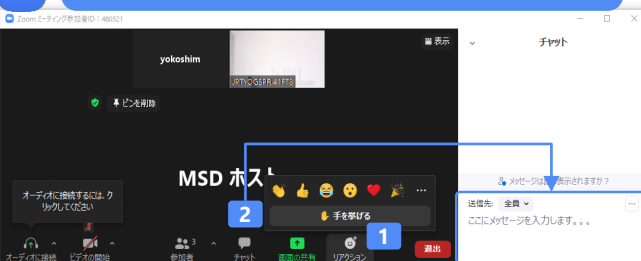 Zoom ミーティング参加者ID：480321
表示
チャット
yokoshim
JPTYOGSPR-41F73
ピンを削除
MSD ホスト
オーディオに接続するには、ク
リックしてください
メッセージは
表示されますか？
送信先:
全員
ここにメッセージを入力します。。。
2
手を挙げる
1
3
オーディオに接続
ビデオの開始
参加者
チャット
画面の共有
リアクション
退出